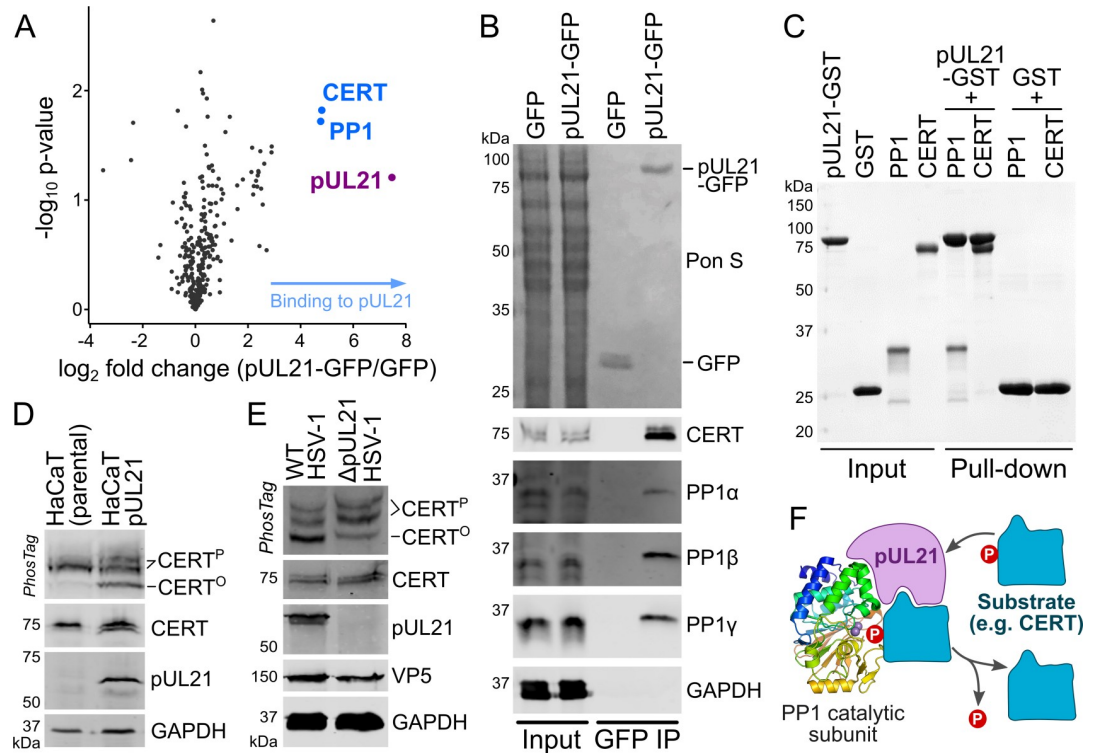 A
-log10 p-value
2
1
0
CERT
PP1
pUL21
Binding to pUL21
-4
-2
0
2
4
6
8
log2 fold change (pUL21-GFP/GFP)
B
GFP
pUL21-GFP
GFP
pUL21-GFP
kDa
100
75
50
35
25
pUL21
-GFP
Pon S
GFP
75
CERT
37
PP1α
37
PP1β
37
PP1γ
37
GAPDH
Input
GFP IP
C
pUL21-GST
GST
PP1
CERT
pUL21
-GST
+
PP1
CERT
GST
+
PP1
CERT
kDa
150
100
75
50
37
25
20
Input
Pull-down
D
HaCaT
(parental)
HaCaT
pUL21
PhosTag
CERTP
CERTO
75
CERT
75
pUL21
50
37
GAPDH
kDa
E
WT
HSV-1
ΔpUL21
HSV-1
PhosTag
CERTP
CERTO
75
CERT
pUL21
50
150
VP5
37
GAPDH
kDa
F
pUL21
P
Substrate
(e.g. CERT)
P
P
PP1 catalytic
subunit